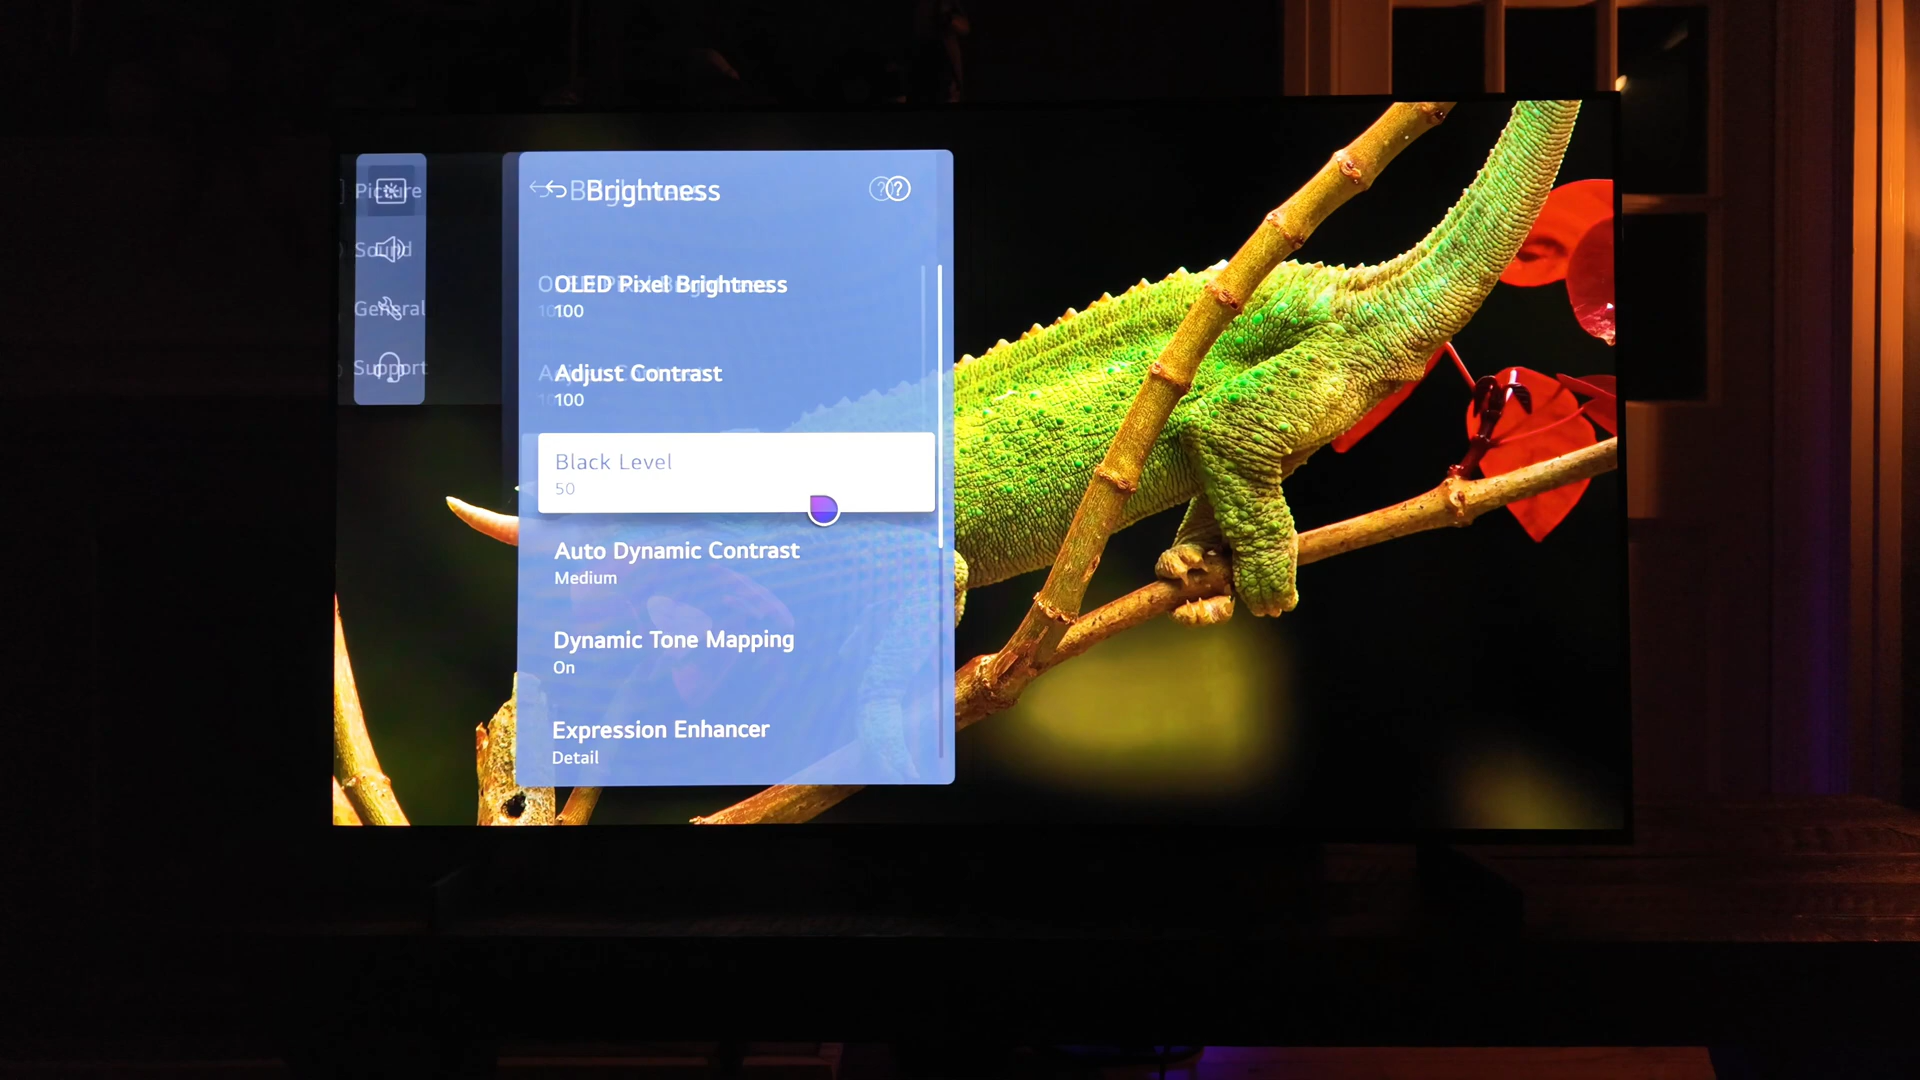 Picture
Sound
General
Support
Brightness
OLED Pixel Brightness
100
Adjust Contrast
100
Black Level
50
Auto Dynamic Contrast
Medium
Dynamic Tone Mapping
On
Expression Enhancer
Detail